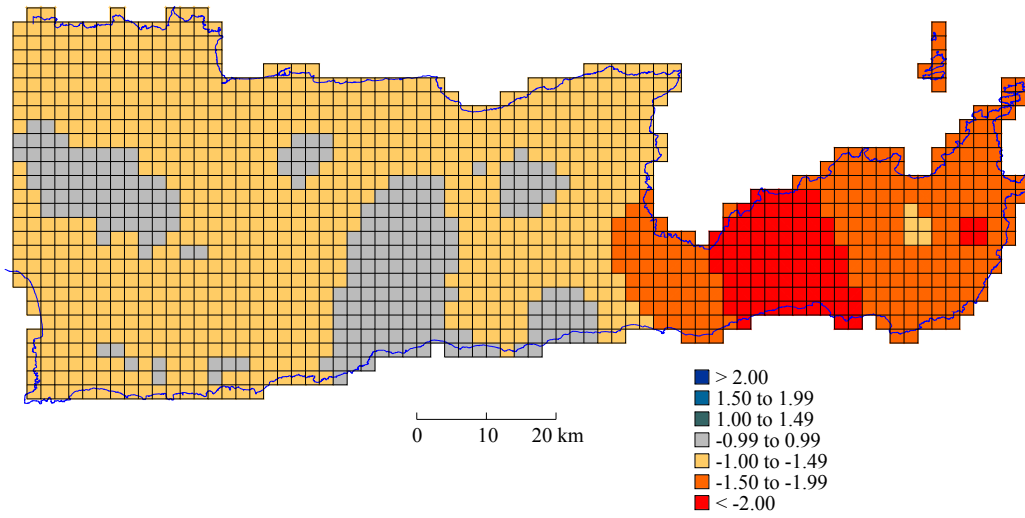 > 2.00
1.50 to 1.99
1.00 to 1.49
-0.99 to 0.99
-1.00 to -1.49
-1.50 to -1.99
< -2.00
0 10 20 km